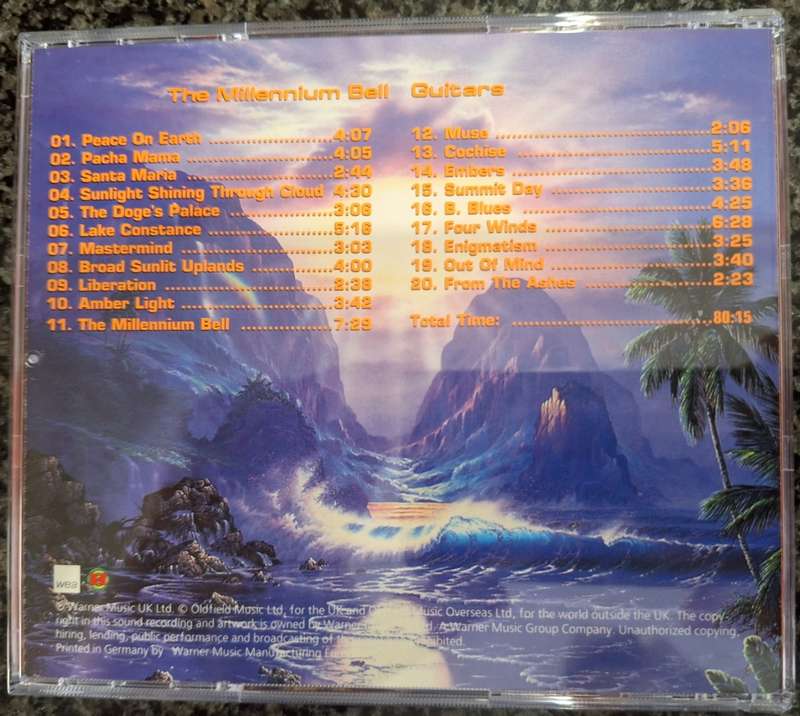 The Millennium Bell
01. Peace On Earth ....................4:07
02. Pacha Mama ........................4:05
03. Santa Maria ........................2:44
04. Sunlight Shining Through Cloud 4:30
05. The Doge's Palace ................3:08
06. Lake Constance ....................5:16
07. Mastermind ........................3:03
08. Broad Sunlit Uplands .............4:00
09. Liberation ..........................2:38
10. Amber Light ........................3:42
11. The Millennium Bell ...............7:29
Guitars
12. Muse ................................2:06
13. Cochise .............................5:11
14. Embers ..............................3:48
15. Summit Day ........................3:36
16. B. Blues .............................4:25
17. Four Winds .........................6:28
18. Enigmatism .........................3:25
19. Out Of Mind ........................3:40
20. From The Ashes ...................2:23
Total Time: ............................80:15
wea
© Warner Music UK Ltd. © Oldfield Music Ltd, for the UK and Music Overseas Ltd, for the world outside the UK. The copy-
right in this sound recording and artwork is owned by Warner A Warner Music Group Company. Unauthorized copying,
hiring, lending, public performance and broadcasting of
Printed in Germany by Warner Music Manufacturing